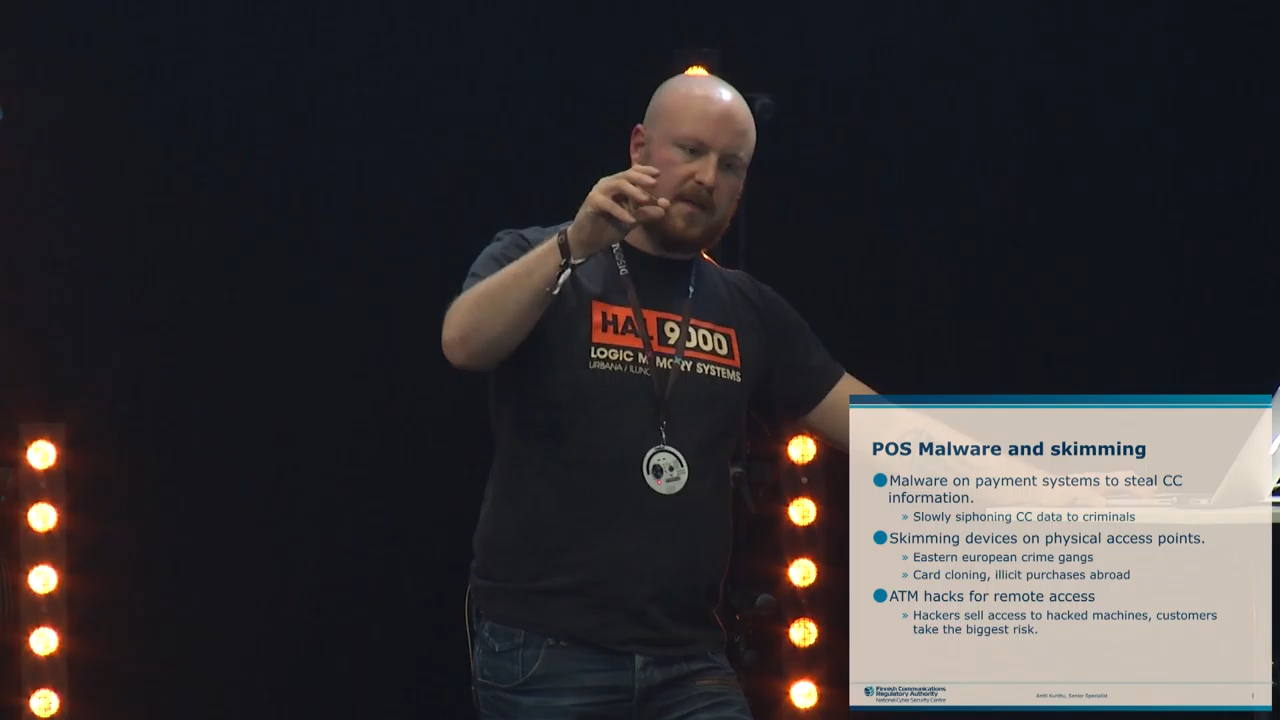 DISOBEY
HAL 9000
LOGIC MEMORY SYSTEMS
URBANA / ILLINOIS
POS Malware and skimming
Malware on payment systems to steal CC
information.
» Slowly siphoning CC data to criminals
Skimming devices on physical access points.
» Eastern european crime gangs
» Card cloning, illicit purchases abroad
ATM hacks for remote access
» Hackers sell access to hacked machines, customers
take the biggest risk.
Finnish Communications
Regulatory Authority
National Cyber Security Centre
Antti Kurittu, Senior Specialist